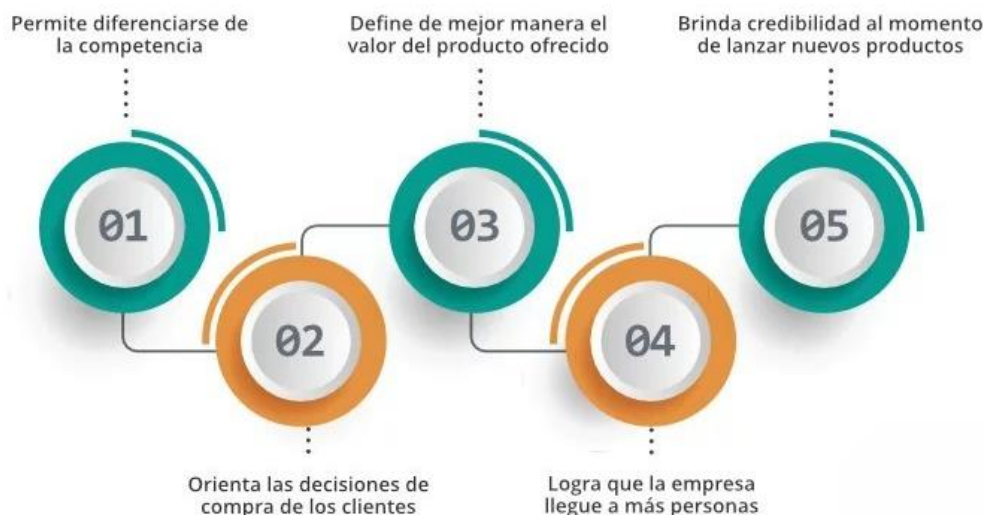 Permite diferenciarse de
la competencia
Define de mejor manera el
valor del producto ofrecido
Brinda credibilidad al momento
de lanzar nuevos productos
01
03
05
02
04
Orienta las decisiones de
compra de los clientes
Logra que la empresa
llegue a más personas